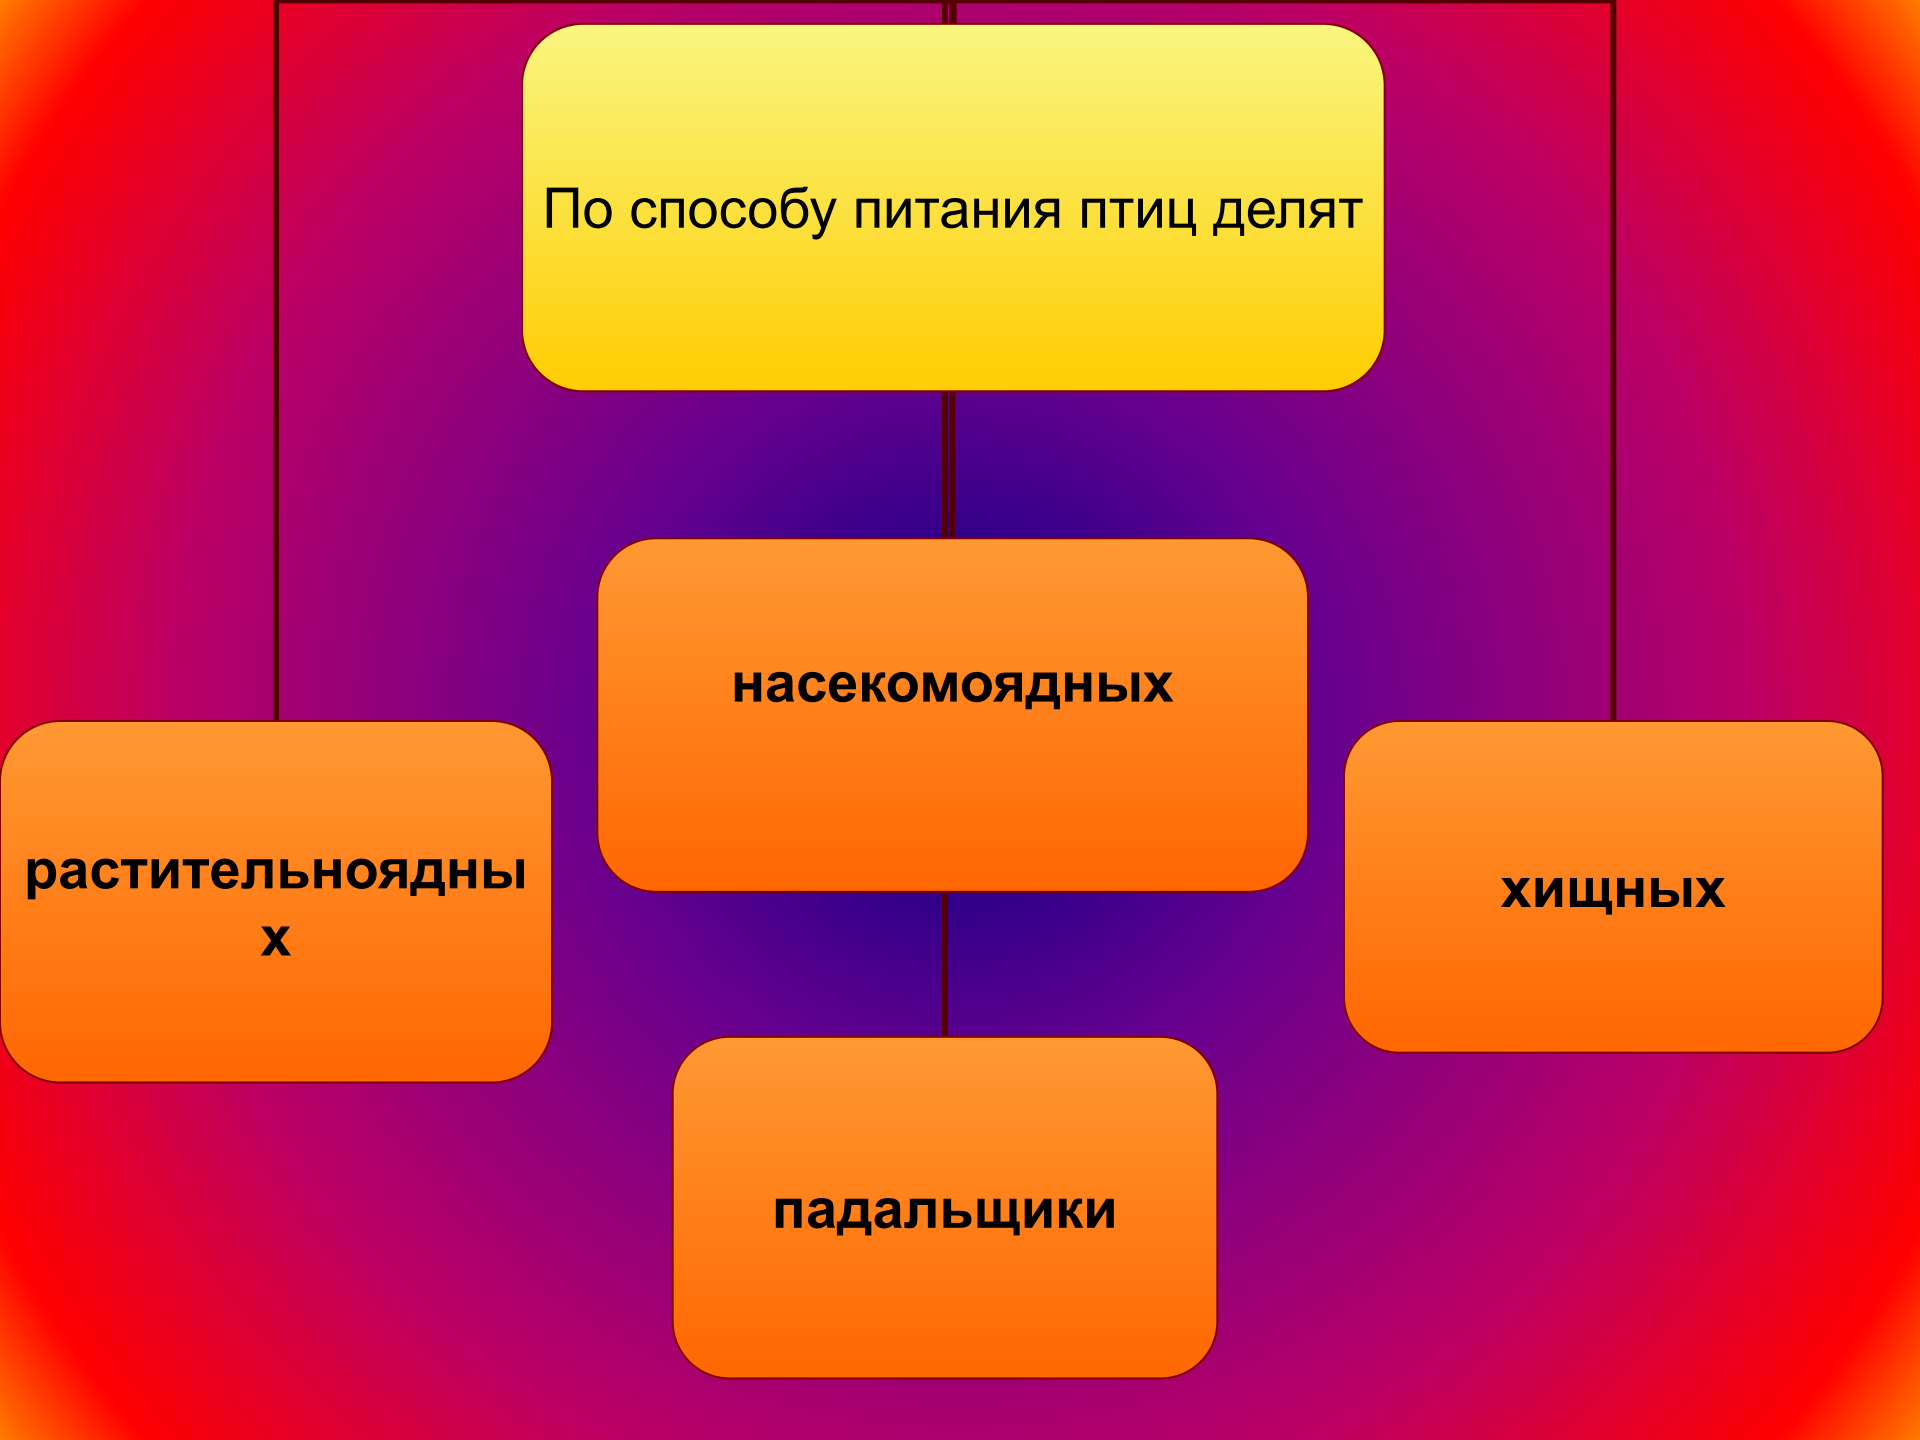 По способу питания птиц делят
насекомоядных
растительноядны
х
хищных
падальщики